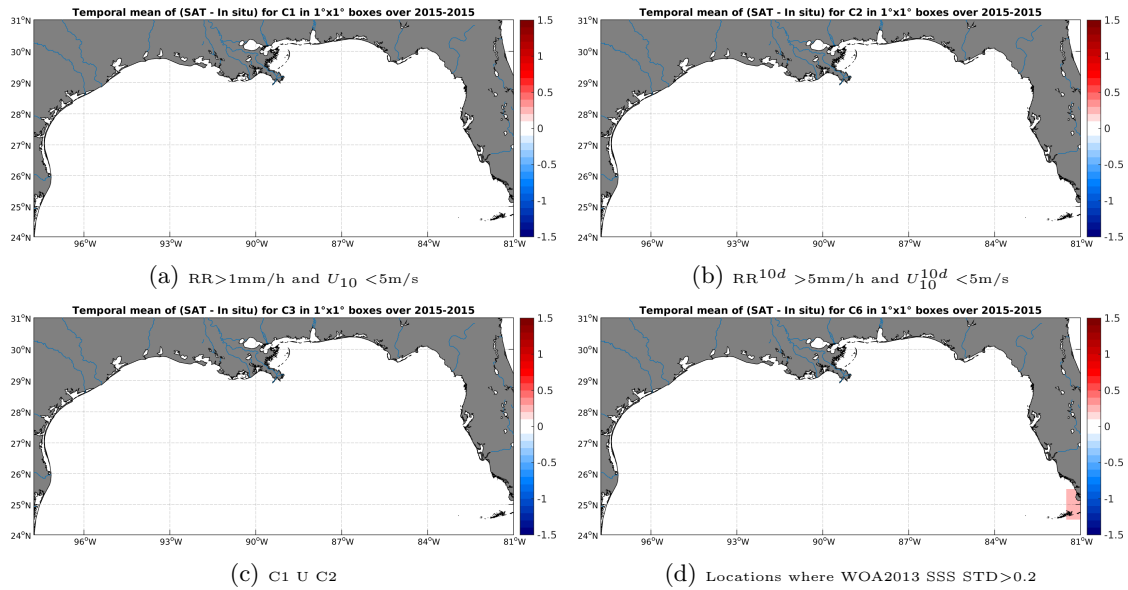 Temporal mean of (SAT - In situ) for C1 in 1°x1° boxes over 2015-2015
31°N
30°N
29°N
28°N
27°N
26°N
25°N
24°N
96°W
93°W
90°W
87°W
84°W
81°W
1.5
1
0.5
0
-0.5
-1
-1.5
(a) RR>1mm/h and U₁₀ <5m/s
Temporal mean of (SAT - In situ) for C2 in 1°x1° boxes over 2015-2015
31°N
30°N
29°N
28°N
27°N
26°N
25°N
24°N
96°W
93°W
90°W
87°W
84°W
81°W
1.5
1
0.5
0
-0.5
-1
-1.5
(b) RR^{10d} >5mm/h and U_{10}^{10d} <5m/s
Temporal mean of (SAT - In situ) for C3 in 1°x1° boxes over 2015-2015
31°N
30°N
29°N
28°N
27°N
26°N
25°N
24°N
96°W
93°W
90°W
87°W
84°W
81°W
1.5
1
0.5
0
-0.5
-1
-1.5
(c) C1 U C2
Temporal mean of (SAT - In situ) for C6 in 1°x1° boxes over 2015-2015
31°N
30°N
29°N
28°N
27°N
26°N
25°N
24°N
96°W
93°W
90°W
87°W
84°W
81°W
1.5
1
0.5
0
-0.5
-1
-1.5
(d) Locations where WOA2013 SSS STD>0.2